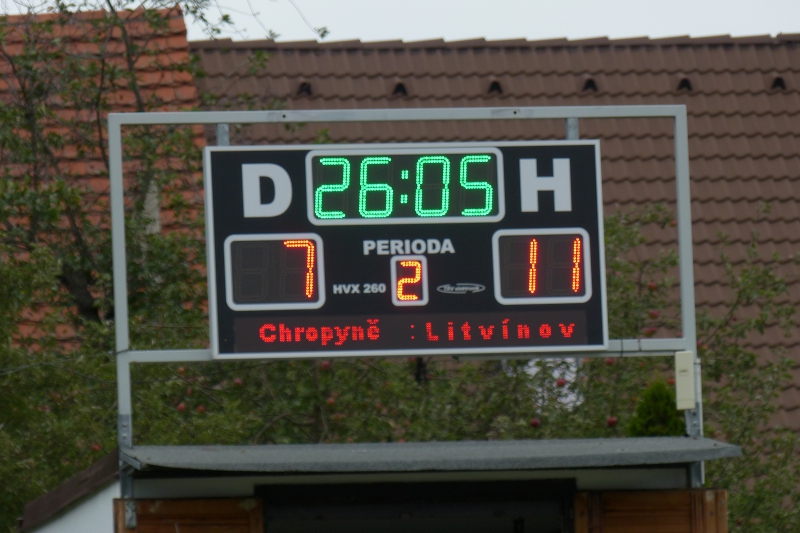 D 26:05 H
PERIODA
7 HVX 260 2 11
Chropyně : Litvínov